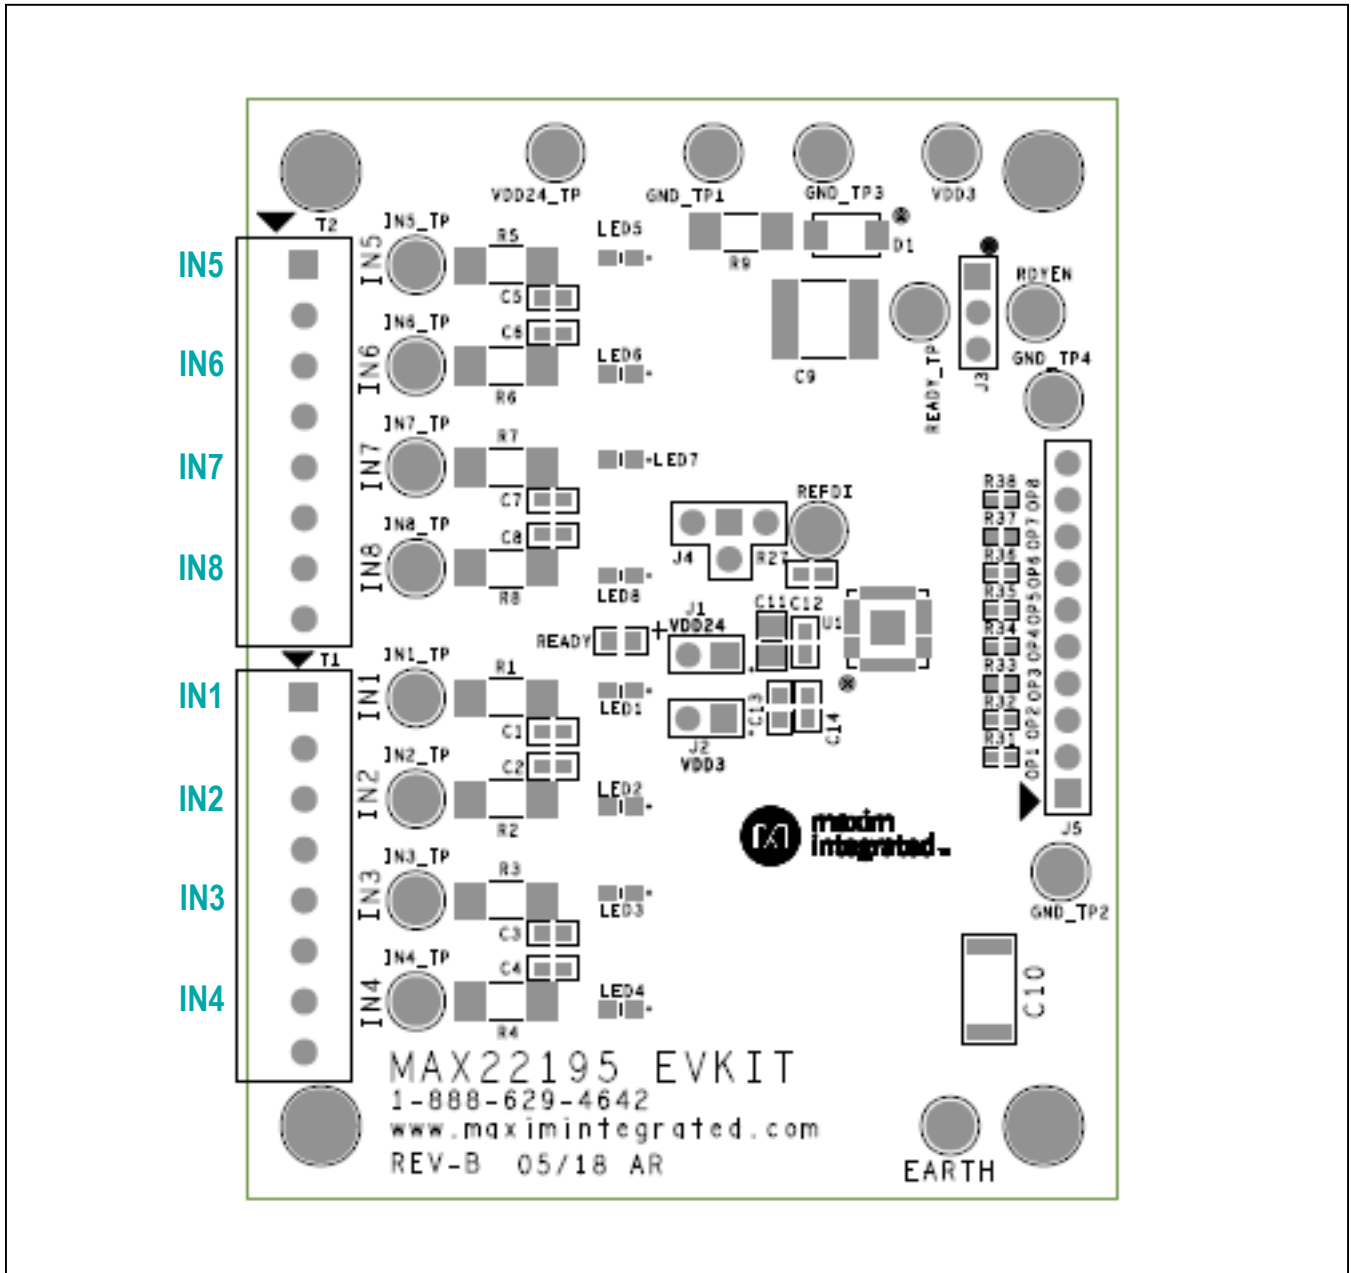 VDD24_TP
GND_TP1
GND_TP3
VDD3
T2
IN5_TP
R5
LED5
R9
D1
IN5
IN5
C5
RDYEN
IN6_TP
C6
LED6
GND_TP4
IN6
IN6
R6
C9
READY_TP
J3
IN7_TP
R7
IN7
IN7
LED7
C7
REFDI
R38
OP8
IN8_TP
C8
R37
OP7
J4
R27
R36
OP6
IN8
IN8
R8
LED8
R35
OP5
J1
VDD24
C11
C12
U1
READY
+
R34
OP4
T1
IN1_TP
R1
R33
OP3
IN1
IN1
LED1
C13
C14
R32
OP2
C1
J2
VDD3
R31
OP1
IN2_TP
C2
IN2
IN2
LED2
R2
maxim
integrated™
J5
IN3_TP
R3
IN3
IN3
LED3
GND_TP2
C3
IN4_TP
C4
IN4
IN4
LED4
C10
R4
MAX22195 EVKIT
1-888-629-4642
www.maximintegrated.com
REV-B 05/18 AR
EARTH